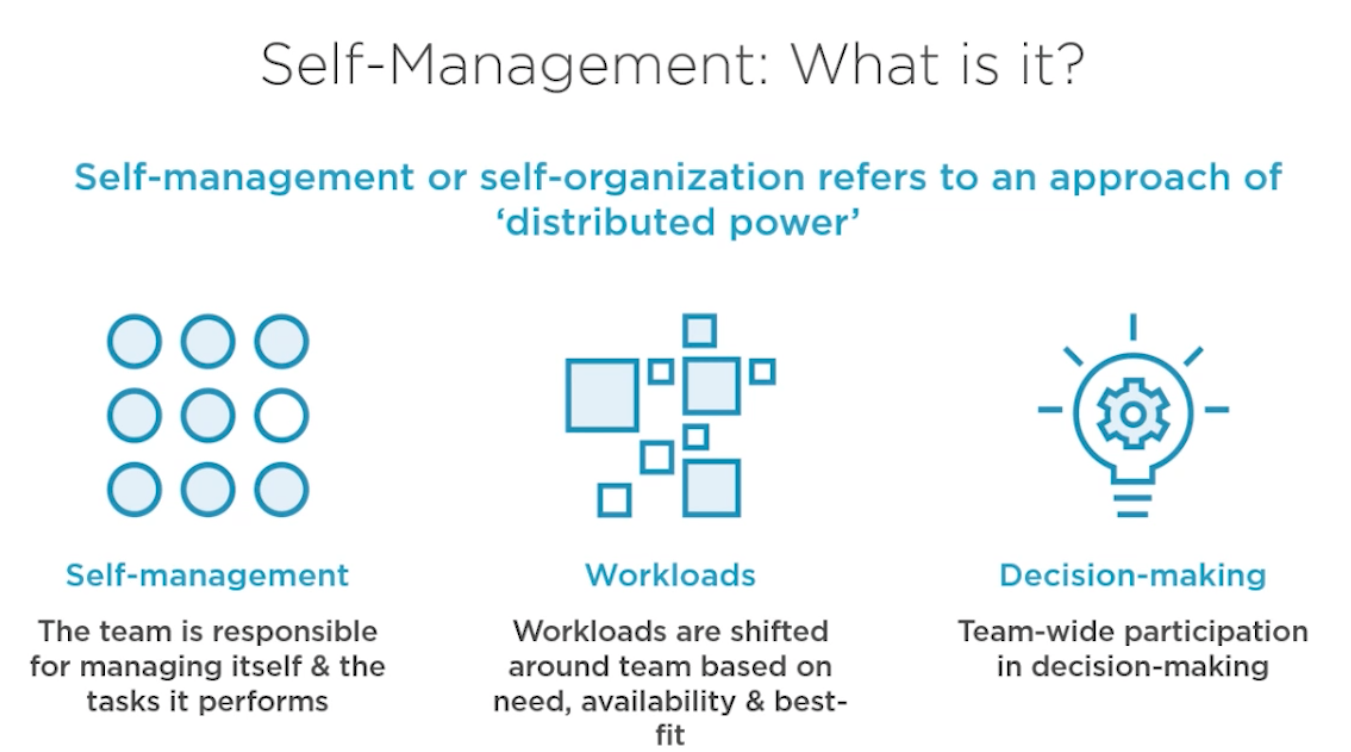 Self-Management: What is it?
Self-management or self-organization refers to an approach of
‘distributed power’
Self-management
The team is responsible
for managing itself & the
tasks it performs
Workloads
Workloads are shifted
around team based on
need, availability & best-
fit
Decision-making
Team-wide participation
in decision-making